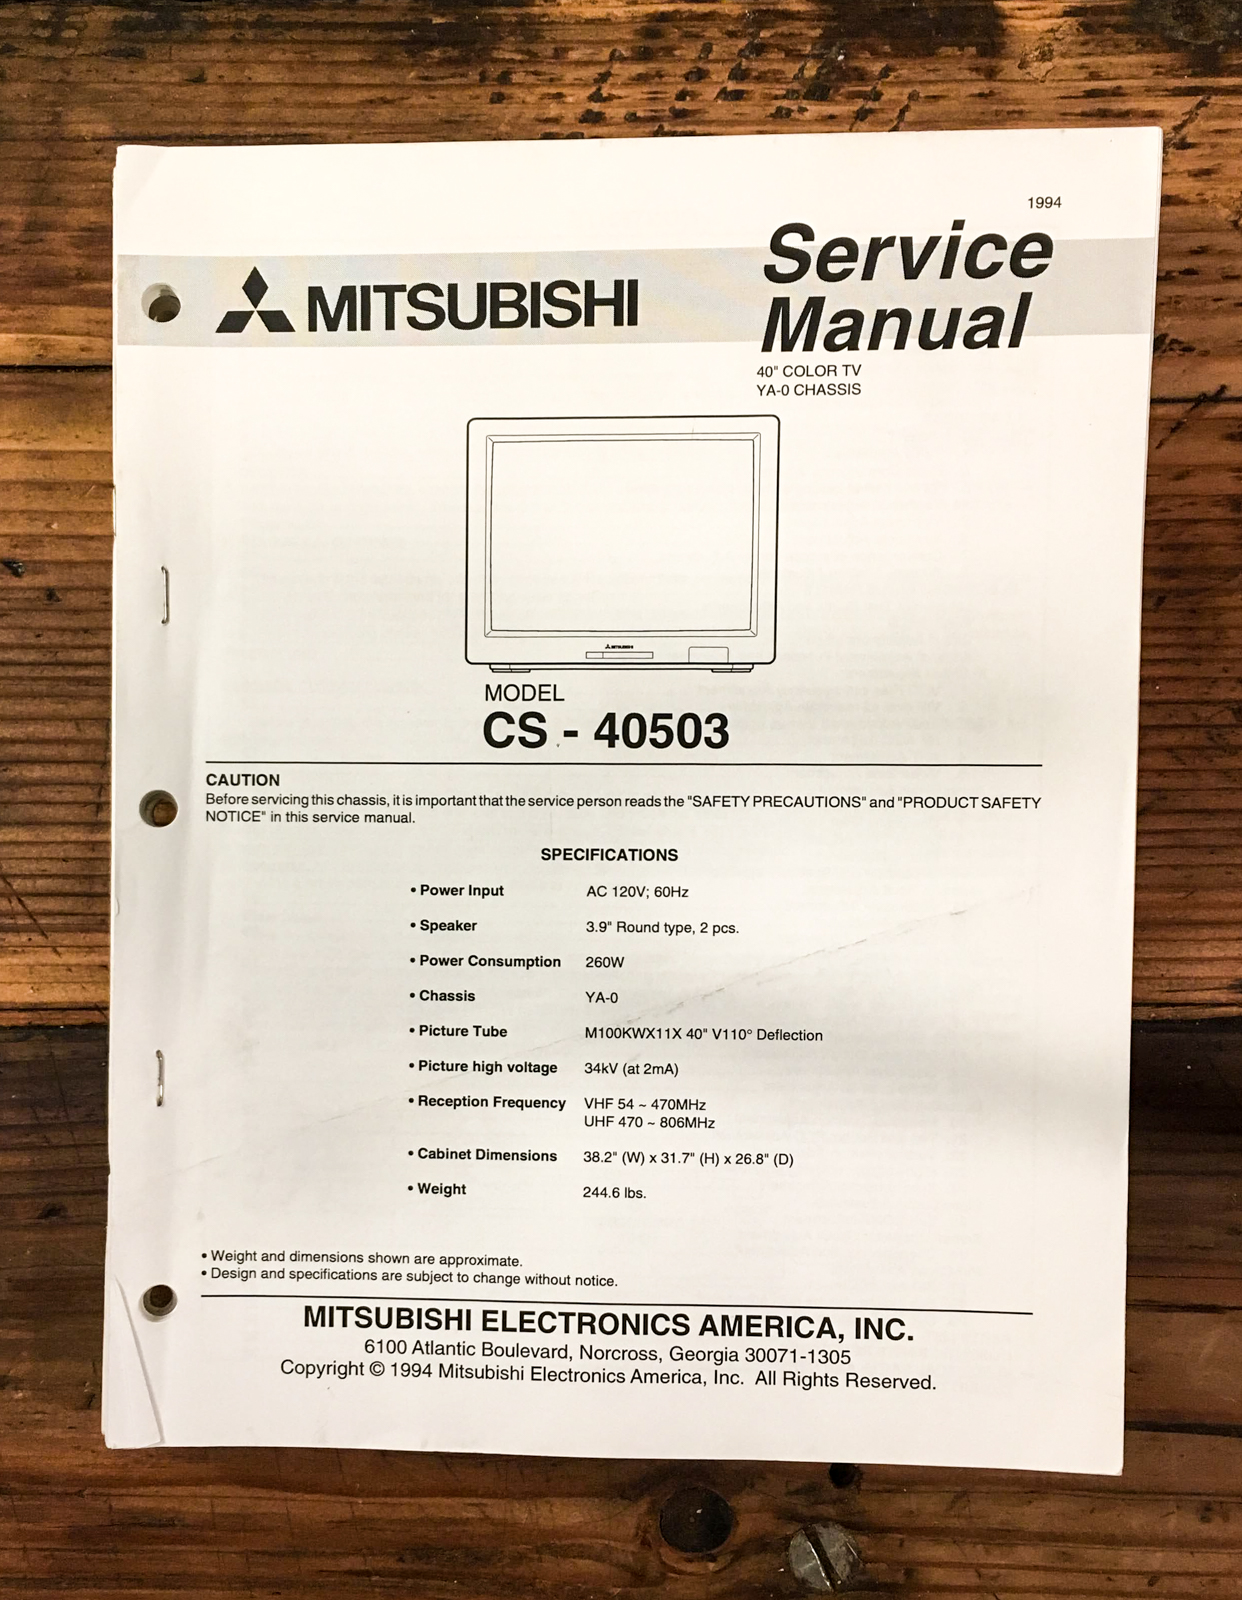 1994
MITSUBISHI
Service
Manual
40" COLOR TV
YA-0 CHASSIS
MITSUBISHI
MODEL
CS - 40503
CAUTION
Before servicing this chassis, it is important that the service person reads the "SAFETY PRECAUTIONS" and "PRODUCT SAFETY
NOTICE" in this service manual.
SPECIFICATIONS
• Power Input AC 120V; 60Hz
• Speaker 3.9" Round type, 2 pcs.
• Power Consumption 260W
• Chassis YA-0
• Picture Tube M100KWX11X 40" V110° Deflection
• Picture high voltage 34kV (at 2mA)
• Reception Frequency VHF 54 ~ 470MHz
UHF 470 ~ 806MHz
• Cabinet Dimensions 38.2" (W) x 31.7" (H) x 26.8" (D)
• Weight 244.6 lbs.
• Weight and dimensions shown are approximate.
• Design and specifications are subject to change without notice.
MITSUBISHI ELECTRONICS AMERICA, INC.
6100 Atlantic Boulevard, Norcross, Georgia 30071-1305
Copyright © 1994 Mitsubishi Electronics America, Inc. All Rights Reserved.